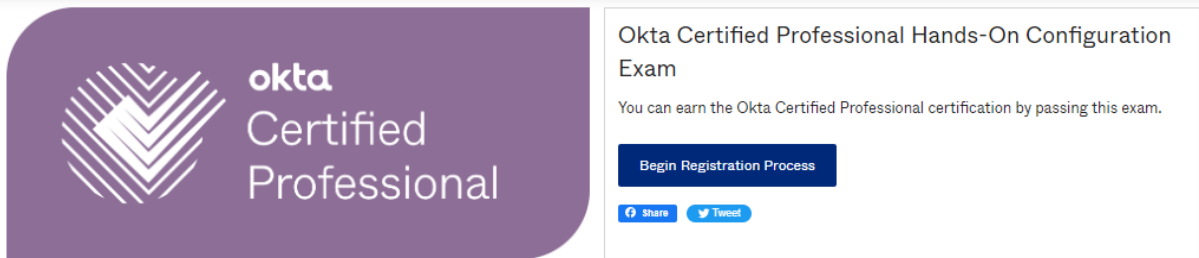 okta
Certified
Professional
Okta Certified Professional Hands-On Configuration
Exam
You can earn the Okta Certified Professional certification by passing this exam.
Begin Registration Process
Share Tweet